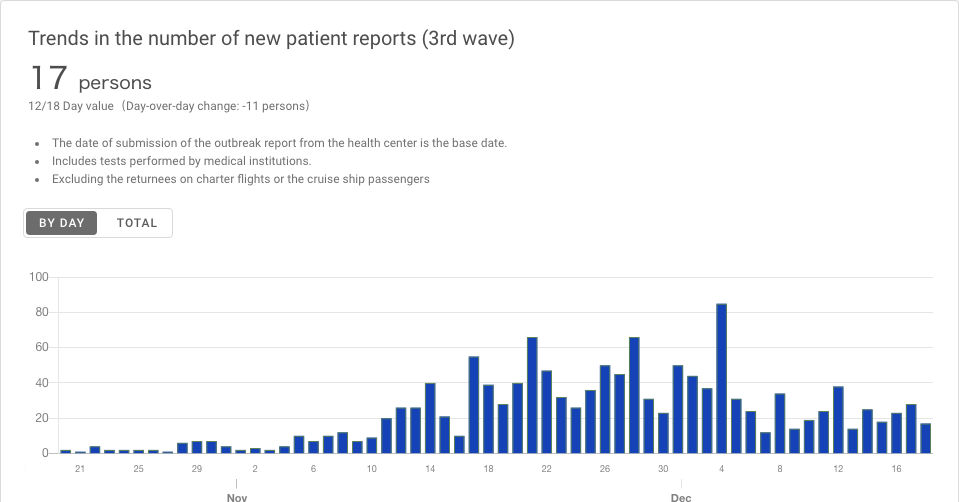 Trends in the number of new patient reports (3rd wave)
17 persons
12/18 Day value（Day-over-day change: -11 persons）
• The date of submission of the outbreak report from the health center is the base date.
• Includes tests performed by medical institutions.
• Excluding the returnees on charter flights or the cruise ship passengers
BY DAY TOTAL
100
80
60
40
20
0
21 25 29 2 6 10 14 18 22 26 30 4 8 12 16
Nov Dec